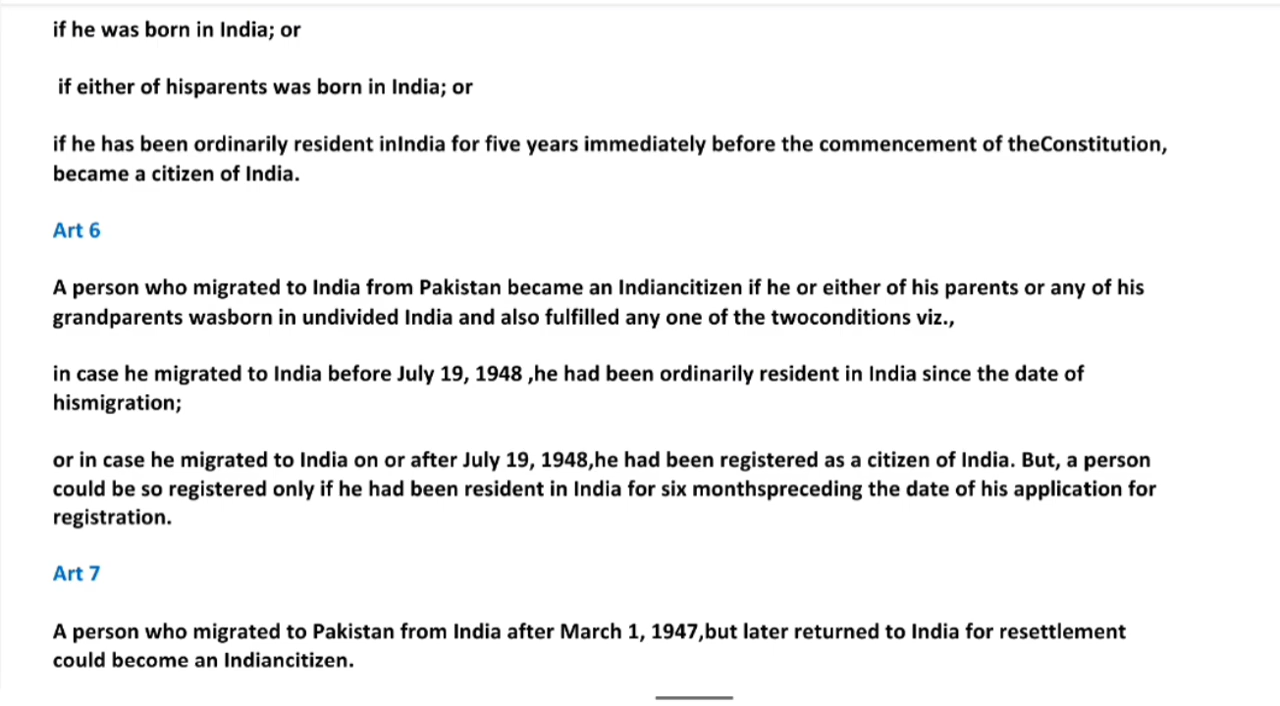 if he was born in India; or
if either of hisparents was born in India; or
if he has been ordinarily resident inIndia for five years immediately before the commencement of theConstitution,
became a citizen of India.
Art 6
A person who migrated to India from Pakistan became an Indiancitizen if he or either of his parents or any of his
grandparents wasborn in undivided India and also fulfilled any one of the twoconditions viz.,
in case he migrated to India before July 19, 1948 ,he had been ordinarily resident in India since the date of
hismigration;
or in case he migrated to India on or after July 19, 1948,he had been registered as a citizen of India. But, a person
could be so registered only if he had been resident in India for six monthspreceding the date of his application for
registration.
Art 7
A person who migrated to Pakistan from India after March 1, 1947,but later returned to India for resettlement
could become an Indiancitizen.